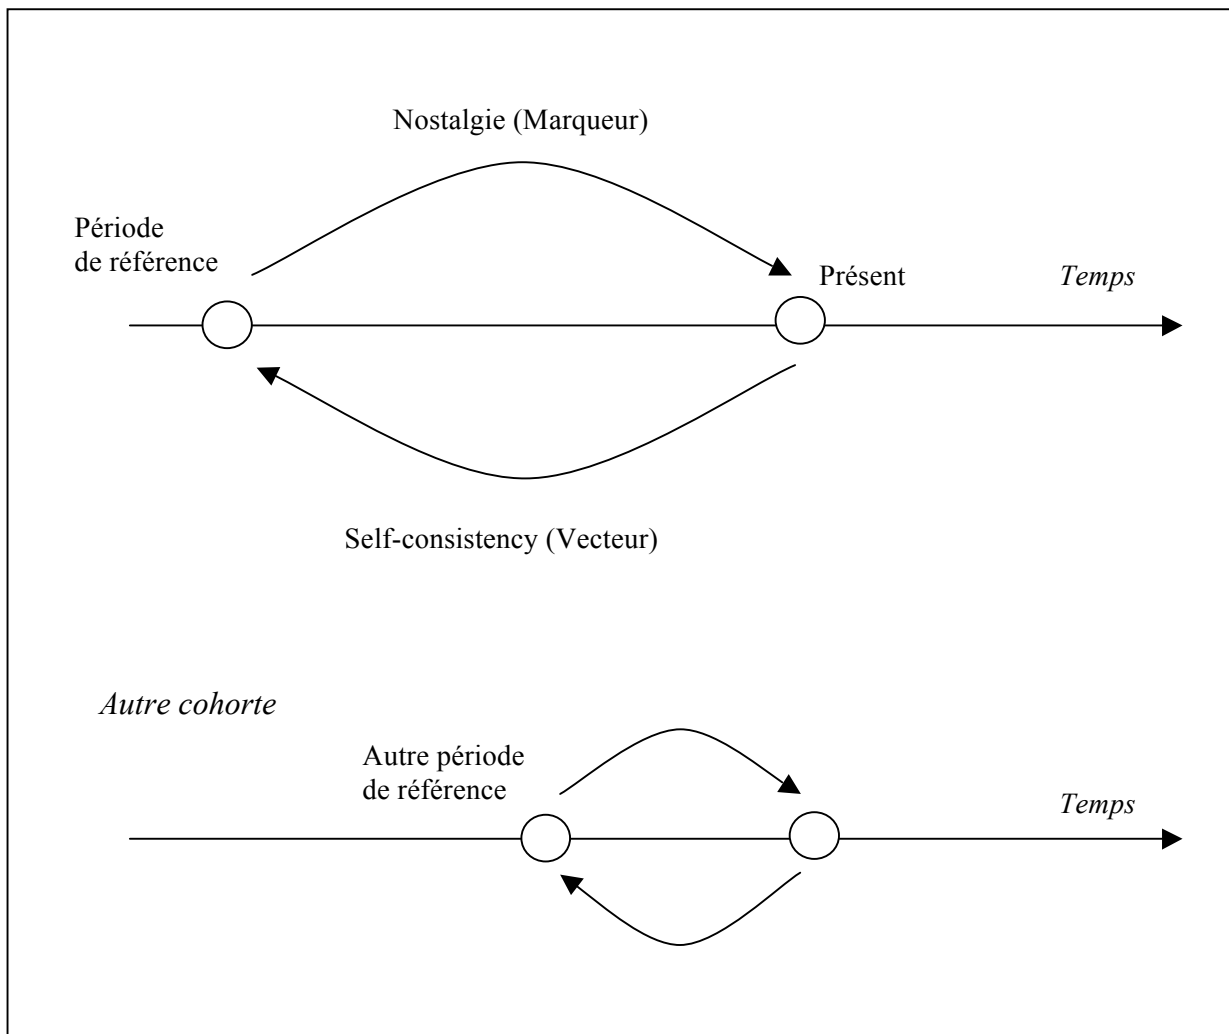 Nostalgie (Marqueur)
Période
de référence
Présent
Temps
Self-consistency (Vecteur)
Autre cohorte
Autre période
de référence
Temps